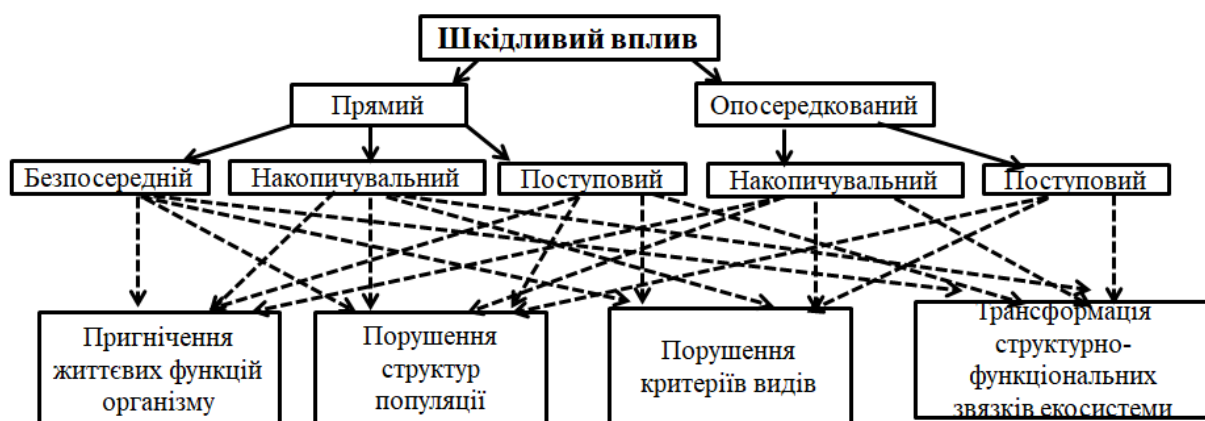 Шкідливий вплив
Прямий
Опосередкований
Безпосередній
Накопичувальний
Поступовий
Накопичувальний
Поступовий
Пригнічення
життєвих функцій
організму
Порушення
структур
популяції
Порушення
критеріїв видів
Трансформація
структурно-
функціональних
звязків екосистеми